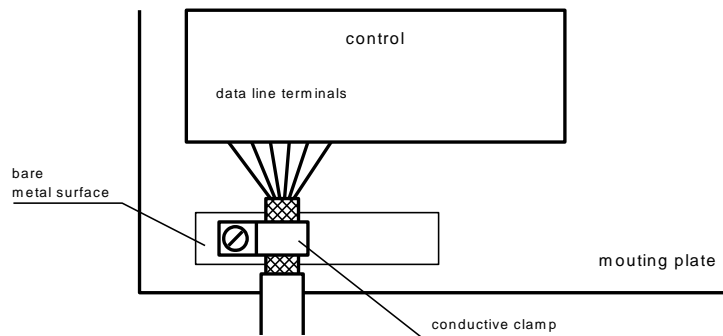 control
data line terminals
bare
metal surface
mouting plate
conductive clamp